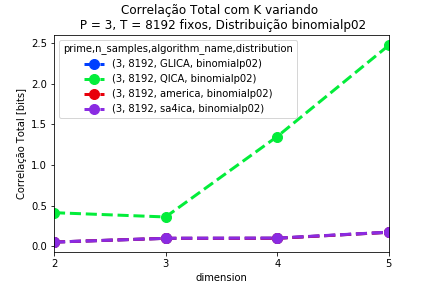 Correlação Total com K variando
P = 3, T = 8192 fixos, Distribuição binomialp02
prime,n_samples,algorithm_name,distribution
(3, 8192, GLICA, binomialp02)
(3, 8192, QICA, binomialp02)
(3, 8192, america, binomialp02)
(3, 8192, sa4ica, binomialp02)
Correlação Total [bits]
2.5
2.0
1.5
1.0
0.5
0.0
2 3 4 5
dimension